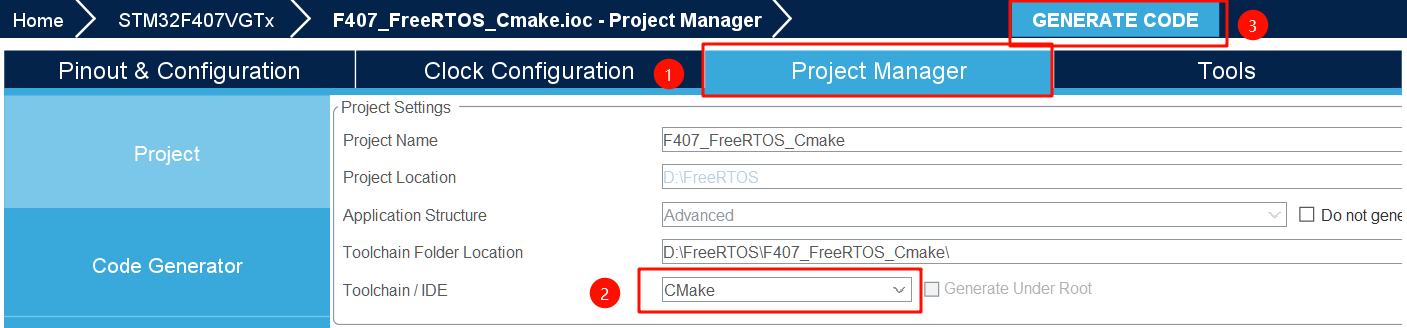 Home STM32F407VGTx F407_FreeRTOS_Cmake.ioc - Project Manager GENERATE CODE 3
Pinout & Configuration Clock Configuration 1 Project Manager Tools
Project Settings
Project Project Name F407_FreeRTOS_Cmake
Project Location D:\FreeRTOS
Application Structure Advanced Do not gene
Code Generator Toolchain Folder Location D:\FreeRTOS\F407_FreeRTOS_Cmake\
Toolchain / IDE 2 CMake Generate Under Root